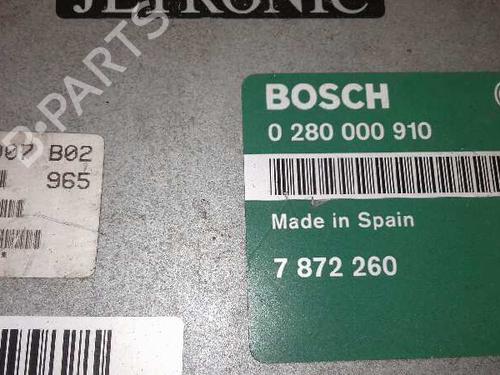 JETRONIC
BOSCH
0 280 000 910
007 B02
965
Made in Spain
7 872 260
B-PARTS